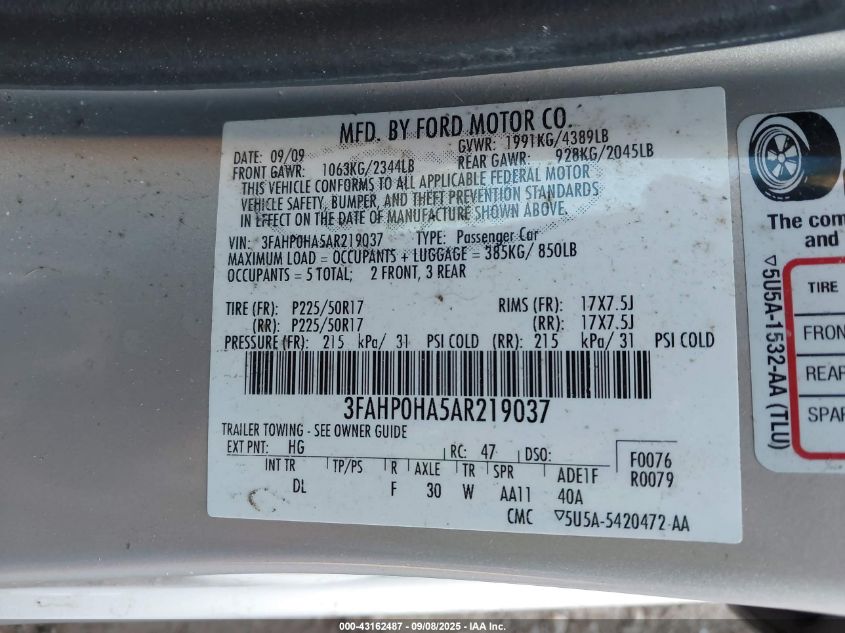 MFD. BY FORD MOTOR CO.
DATE: 09/09 GVWR: 1991KG/4389LB
FRONT GAWR: 1063KG/2344LB REAR GAWR: 928KG/2045LB
THIS VEHICLE CONFORMS TO ALL APPLICABLE FEDERAL MOTOR
VEHICLE SAFETY, BUMPER, AND THEFT PREVENTION STANDARDS
IN EFFECT ON THE DATE OF MANUFACTURE SHOWN ABOVE.
VIN: 3FAHP0HA5AR219037 TYPE: Passenger Car
MAXIMUM LOAD = OCCUPANTS + LUGGAGE = 385KG/ 850LB
OCCUPANTS = 5 TOTAL; 2 FRONT, 3 REAR
TIRE (FR): P225/50R17 RIMS (FR): 17X7.5J
(RR): P225/50R17 (RR): 17X7.5J
PRESSURE (FR): 215 kPa/ 31 PSI COLD (RR): 215 kPa/ 31 PSI COLD
3FAHP0HA5AR219037
TRAILER TOWING - SEE OWNER GUIDE
EXT PNT: HG RC: 47 DSO: F0076
INT TR TP/PS R AXLE TR SPR ADE1F R0079
DL F 30 W AA11 40A
CMC ▽5U5A-5420472-AA
The com
and
▽5U5A-1532-AA (TLU)
TIRE
FRON
REAR
SPAR
000-43162487 - 09/08/2025 - IAA Inc.